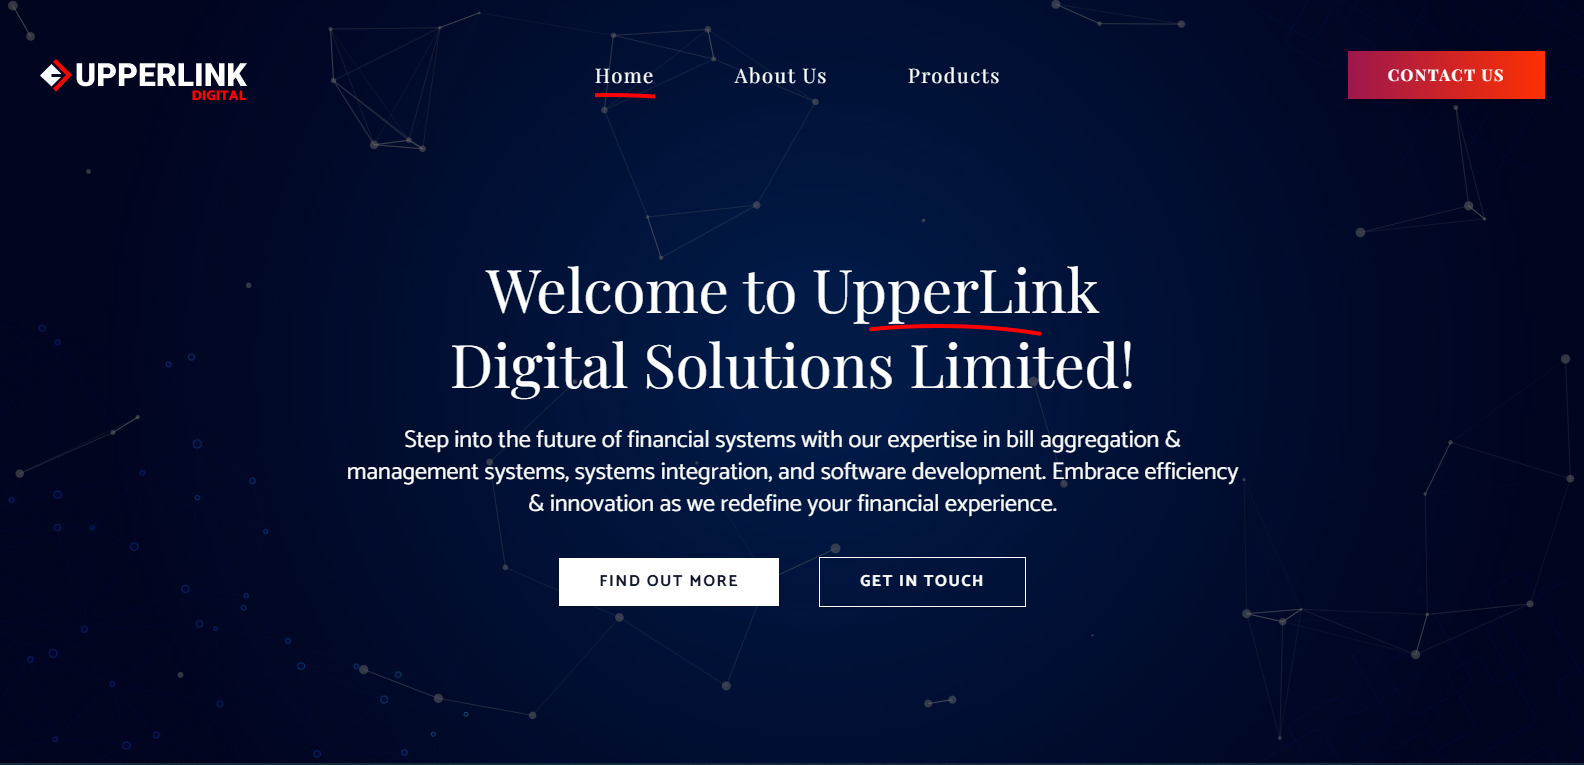 UPPERLINK
DIGITAL
Home
About Us
Products
CONTACT US
Welcome to UpperLink
Digital Solutions Limited!
Step into the future of financial systems with our expertise in bill aggregation &
management systems, systems integration, and software development. Embrace efficiency
& innovation as we redefine your financial experience.
FIND OUT MORE
GET IN TOUCH